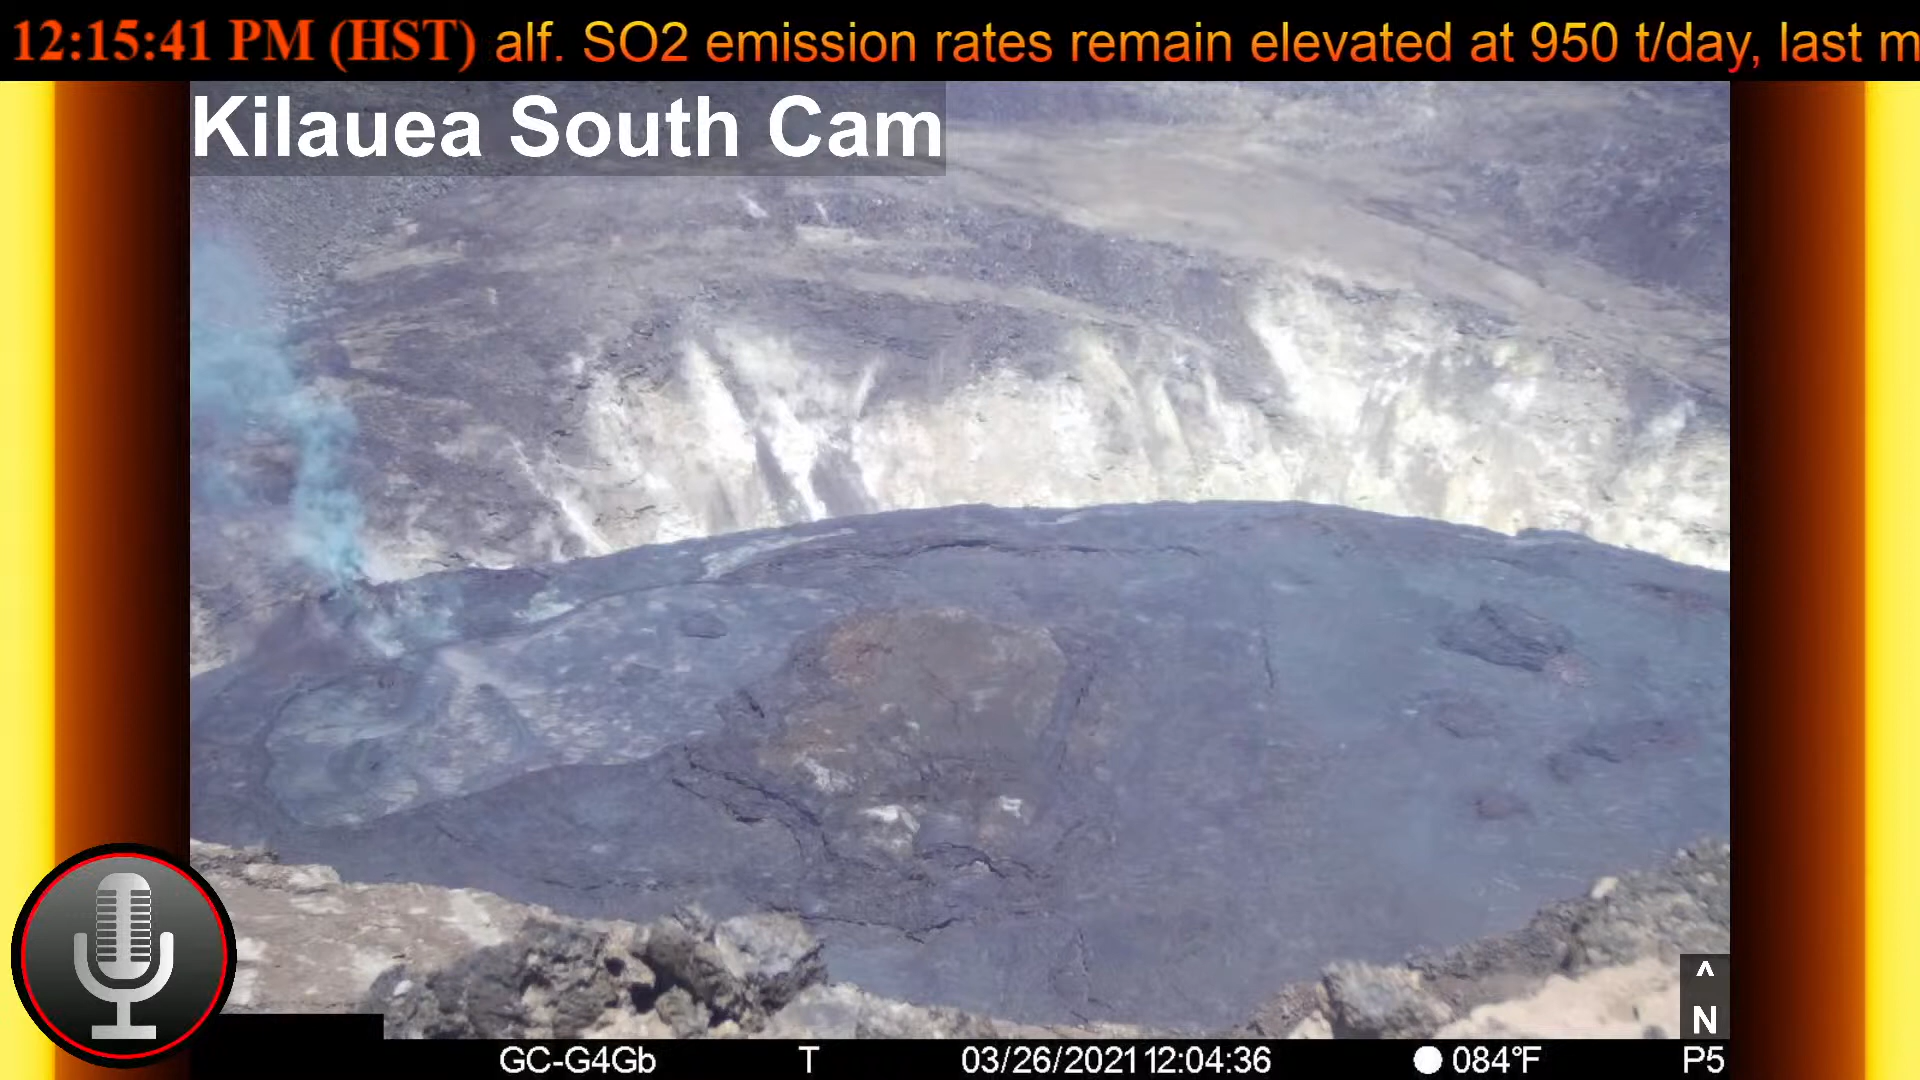 12:15:41 PM (HST) alf. SO2 emission rates remain elevated at 950 t/day, last m
Kilauea South Cam
^
N
GC-G4Gb T 03/26/2021 12:04:36 084°F P5